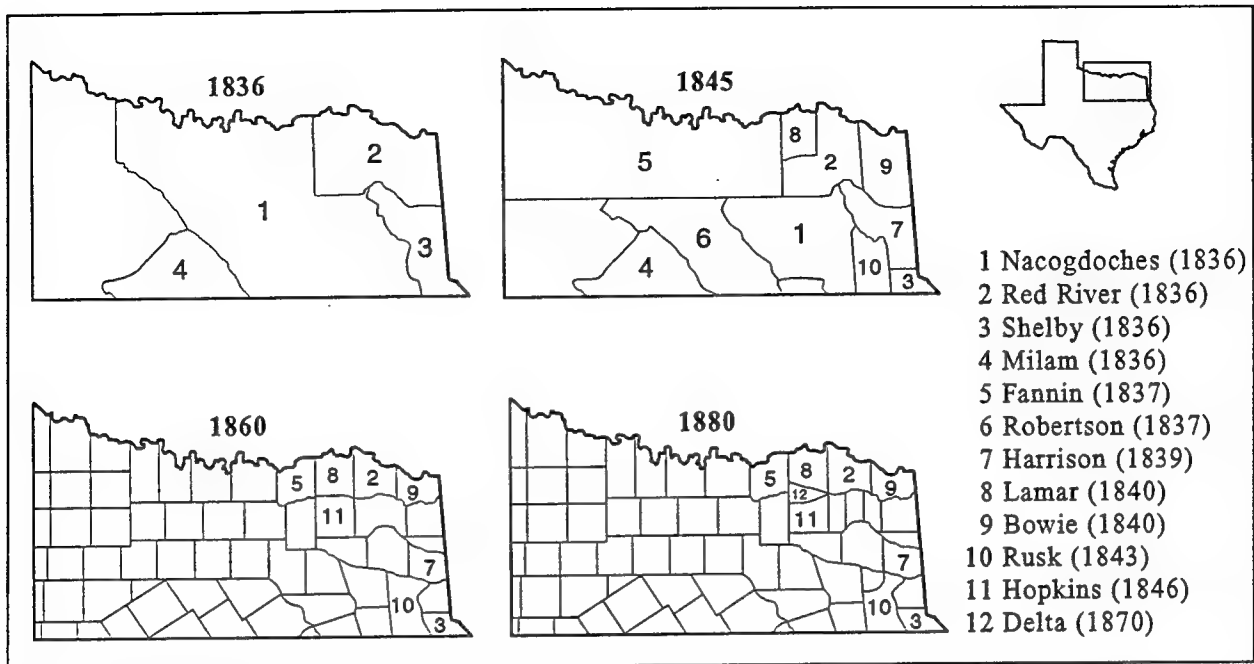 1836
2
1
3
4
1845
8
5
2
9
6
1
7
4
10
3
1860
5
8
2
9
11
7
10
3
1880
5
8
2
12
9
11
7
10
3
1 Nacogdoches (1836)
2 Red River (1836)
3 Shelby (1836)
4 Milam (1836)
5 Fannin (1837)
6 Robertson (1837)
7 Harrison (1839)
8 Lamar (1840)
9 Bowie (1840)
10 Rusk (1843)
11 Hopkins (1846)
12 Delta (1870)